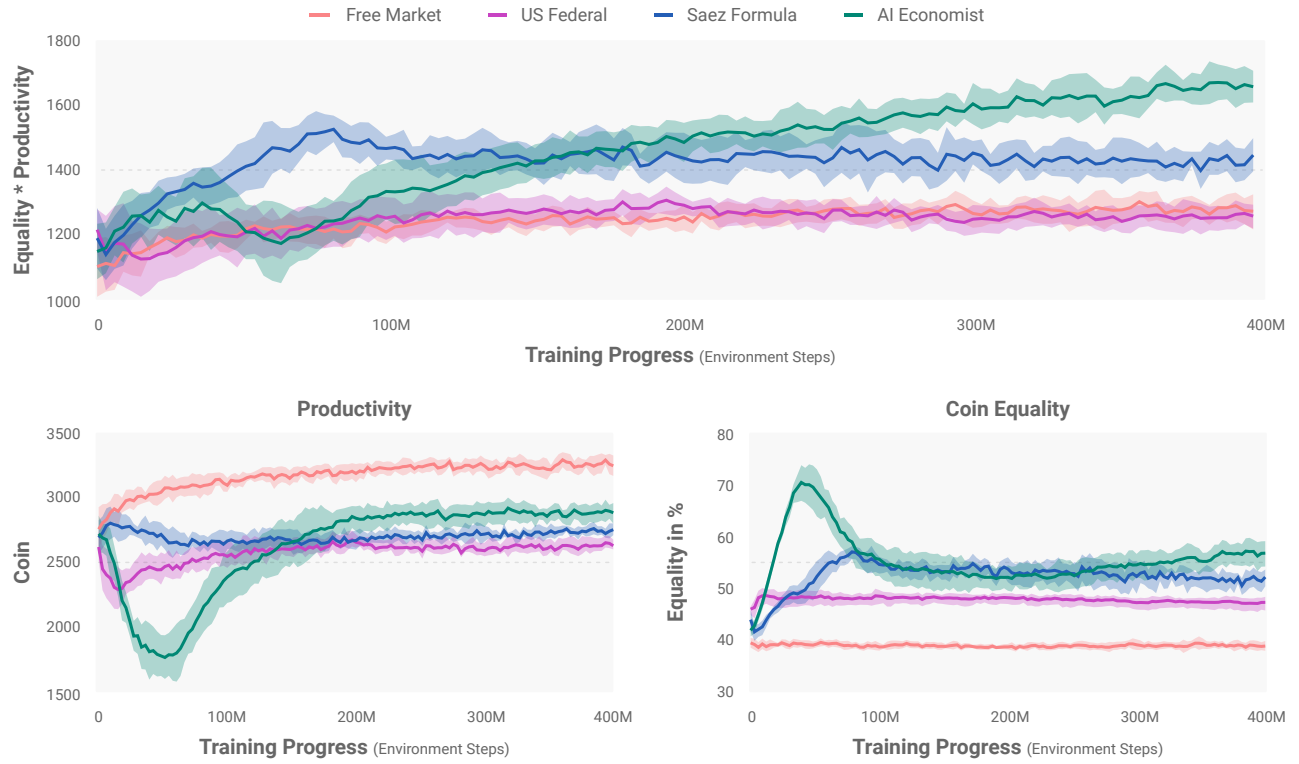 Free Market US Federal Saez Formula AI Economist
Equality * Productivity
1800
1600
1400
1200
1000
0 100M 200M 300M 400M
Training Progress (Environment Steps)
Productivity
Coin
3500
3000
2500
2000
1500
0 100M 200M 300M 400M
Training Progress (Environment Steps)
Coin Equality
Equality in %
80
70
60
50
40
30
0 100M 200M 300M 400M
Training Progress (Environment Steps)